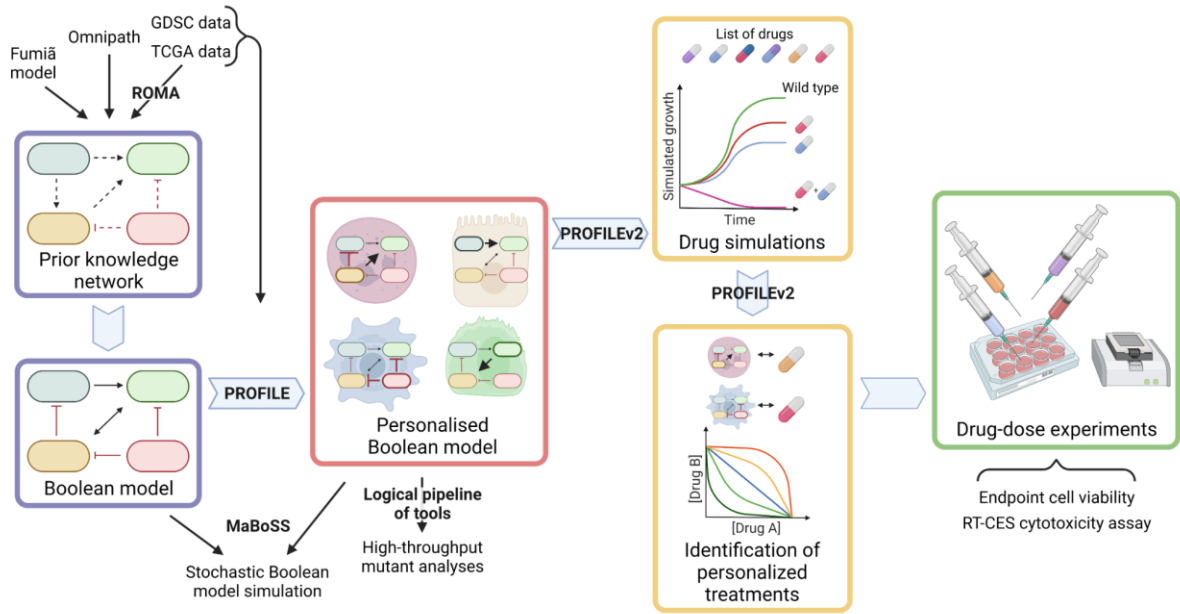 GDSC data
Omnipath
TCGA data
Fumiã
model
ROMA
Prior knowledge
network
Boolean model
PROFILE
MaBoSS
Stochastic Boolean
model simulation
Personalised
Boolean model
Logical pipeline
of tools
High-throughput
mutant analyses
PROFILEv2
List of drugs
Wild type
Simulated growth
+
Time
Drug simulations
PROFILEv2
[Drug B]
[Drug A]
Identification of
personalized
treatments
Drug-dose experiments
Endpoint cell viability
RT-CES cytotoxicity assay